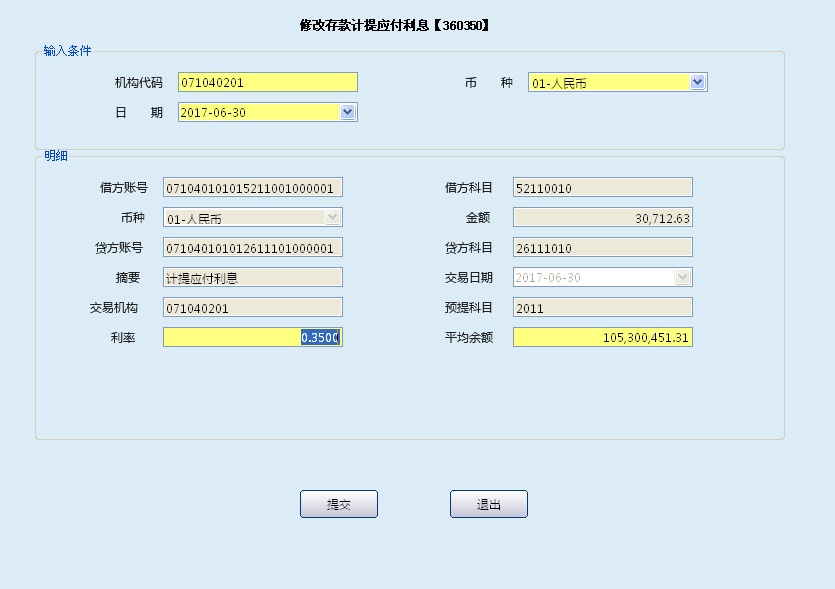 修改存款计提应付利息【360350】
输入条件
机构代码 071040201 币 种 01-人民币
日 期 2017-06-30
明细
借方账号 071040101015211001000001 借方科目 52110010
币种 01-人民币 金额 30,712.63
贷方账号 071040101012611101000001 贷方科目 26111010
摘要 计提应付利息 交易日期 2017-06-30
交易机构 071040201 预提科目 2011
利率 0.3500 平均余额 105,300,451.31
提交 退出